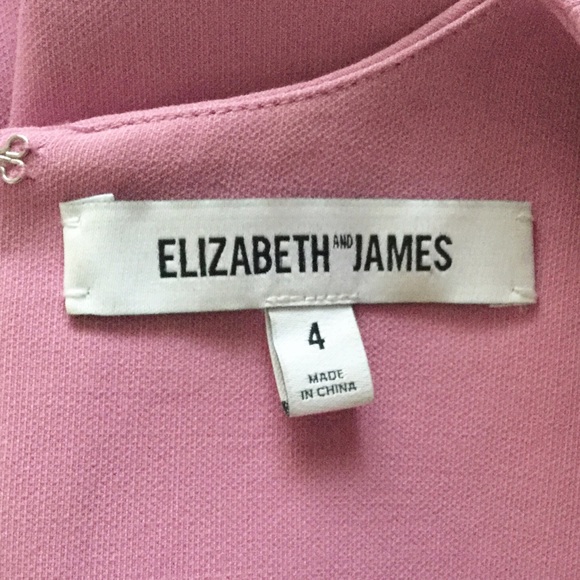 ELIZABETH AND JAMES
4
MADE
IN CHINA